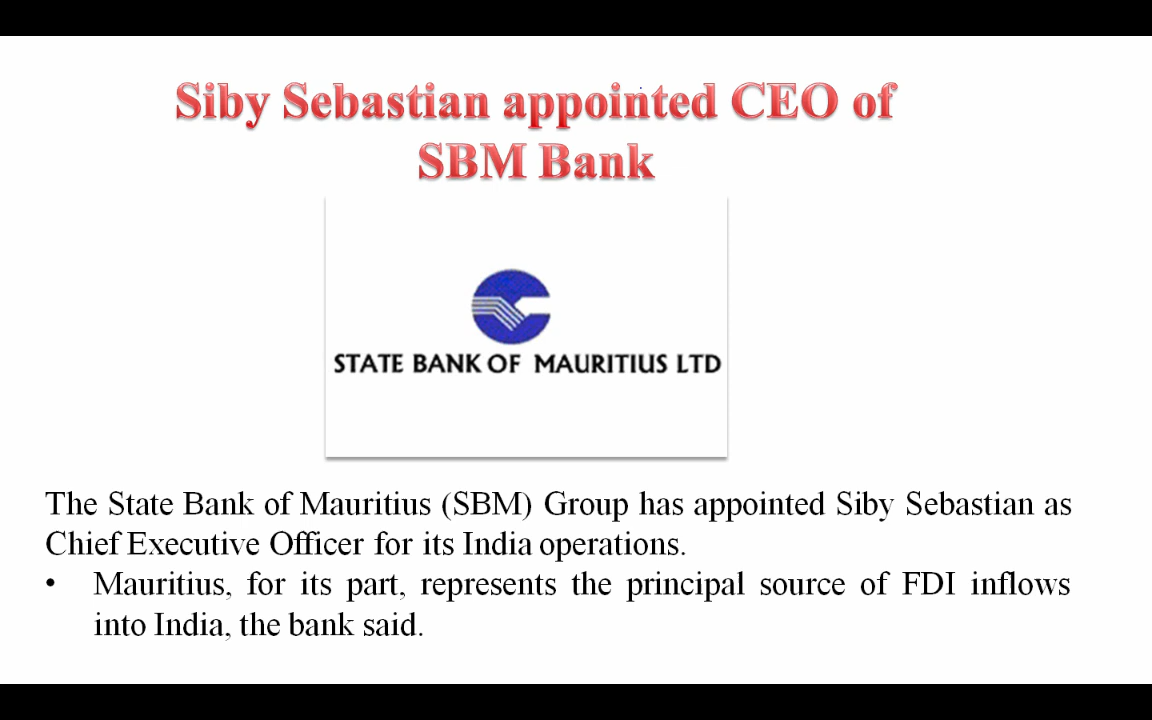 Siby Sebastian appointed CEO of
SBM Bank
STATE BANK OF MAURITIUS LTD
The State Bank of Mauritius (SBM) Group has appointed Siby Sebastian as
Chief Executive Officer for its India operations.
• Mauritius, for its part, represents the principal source of FDI inflows
into India, the bank said.